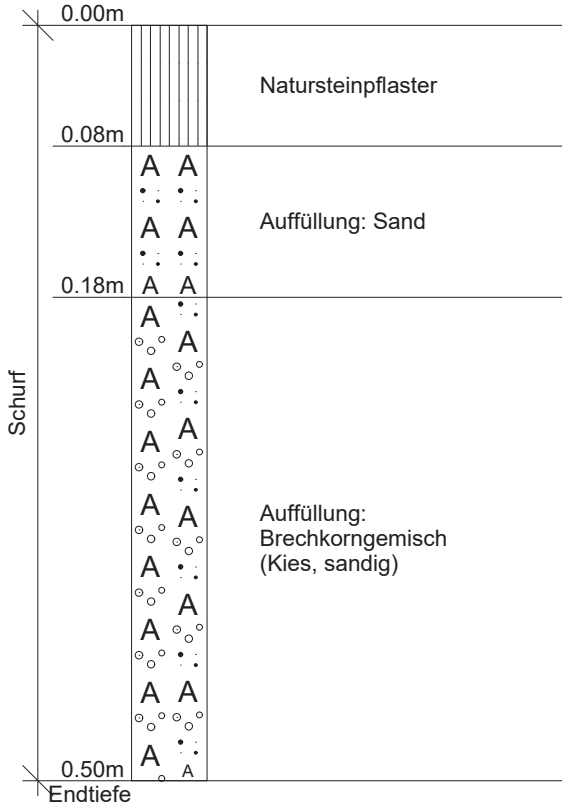 0.00m
Natursteinpflaster
0.08m
A A
Auffüllung: Sand
A A
0.18m
A A
A
A
A
A
A
A
Schurf
A
Auffüllung:
A
Brechkorngemisch
(Kies, sandig)
A
A
A
A A
A
0.50m
A
Endtiefe